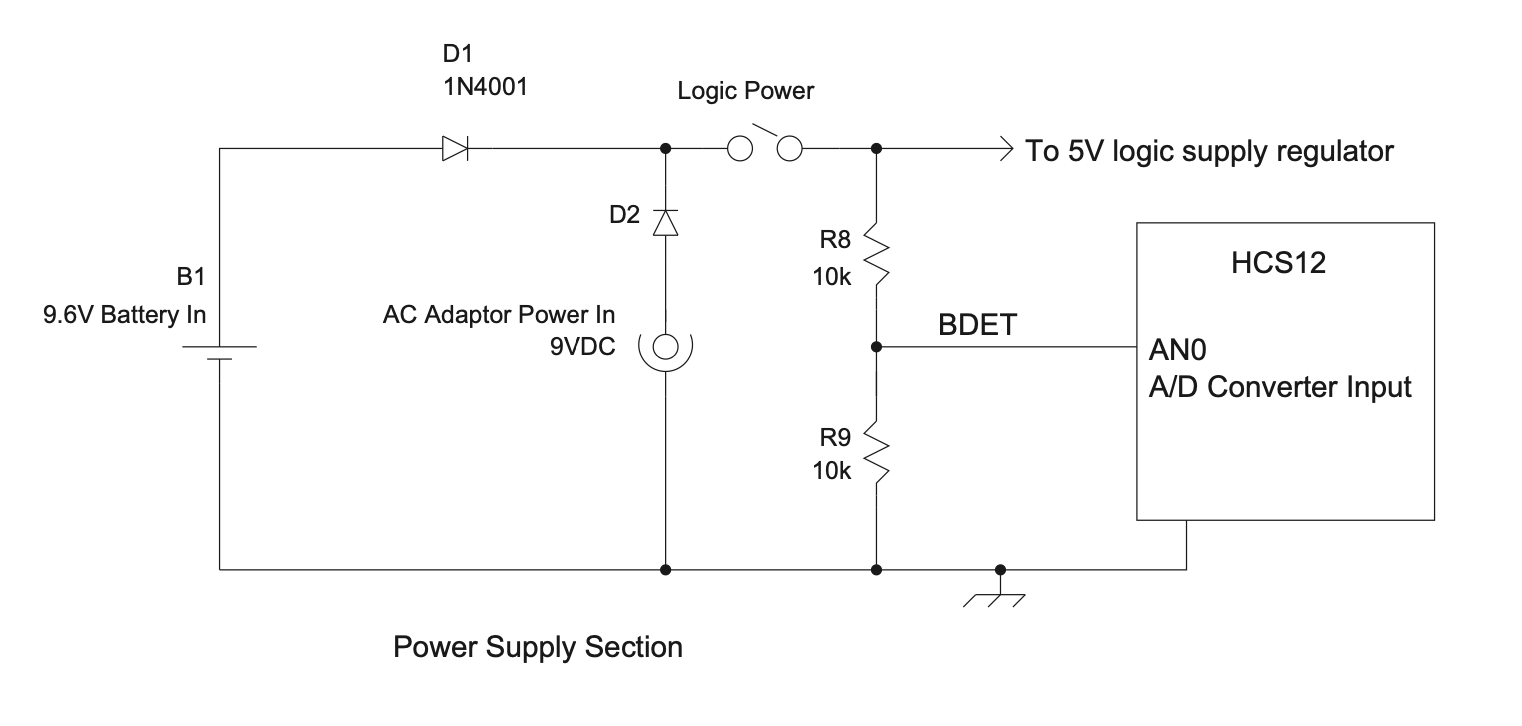 D1
1N4001
Logic Power
To 5V logic supply regulator
D2
R8
10k
HCS12
B1
9.6V Battery In
AC Adaptor Power In
9VDC
BDET
AN0
A/D Converter Input
R9
10k
Power Supply Section